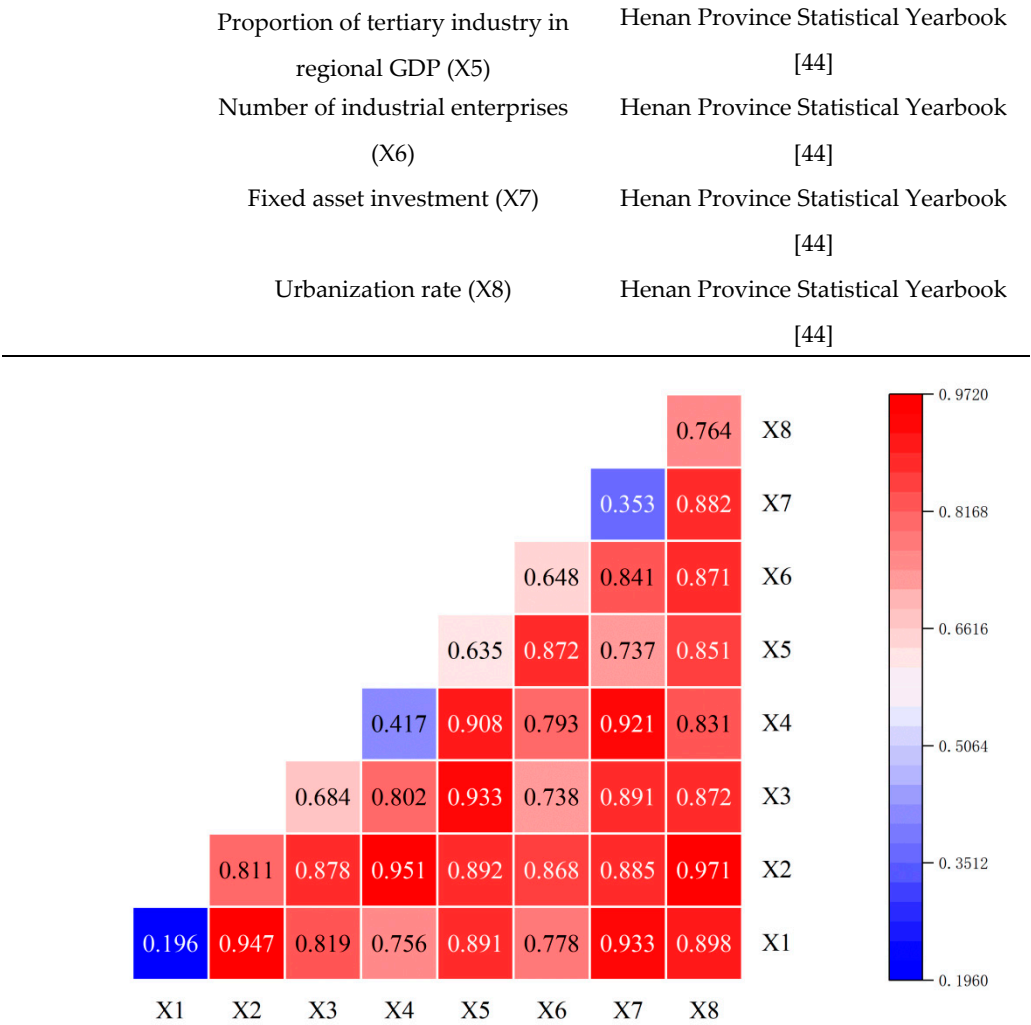 Proportion of tertiary industry in Henan Province Statistical Yearbook
regional GDP (X5) [44]
Number of industrial enterprises Henan Province Statistical Yearbook
(X6) [44]
Fixed asset investment (X7) Henan Province Statistical Yearbook
[44]
Urbanization rate (X8) Henan Province Statistical Yearbook
[44]
0.764 X8
0.353 0.882 X7
0.648 0.841 0.871 X6
0.635 0.872 0.737 0.851 X5
0.417 0.908 0.793 0.921 0.831 X4
0.684 0.802 0.933 0.738 0.891 0.872 X3
0.811 0.878 0.951 0.892 0.868 0.885 0.971 X2
0.196 0.947 0.819 0.756 0.891 0.778 0.933 0.898 X1
X1 X2 X3 X4 X5 X6 X7 X8
0.9720
0.8168
0.6616
0.5064
0.3512
0.1960